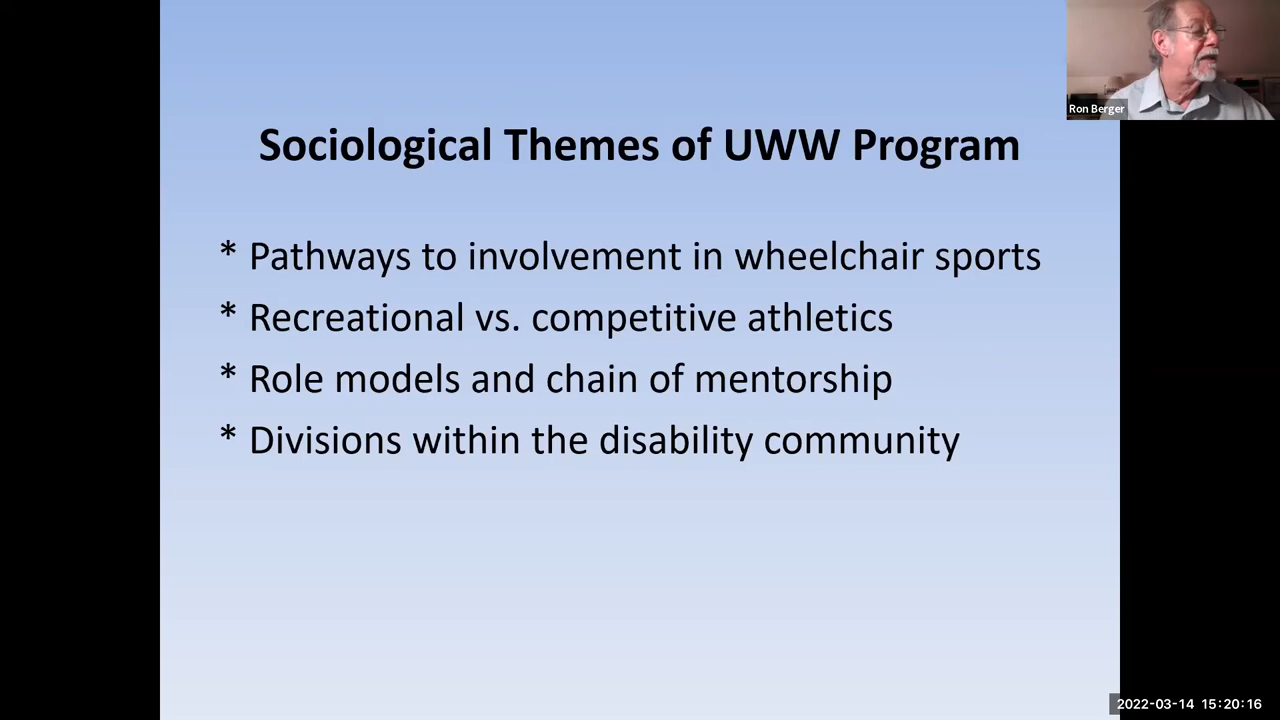 Ron Berger
Sociological Themes of UWW Program
* Pathways to involvement in wheelchair sports
* Recreational vs. competitive athletics
* Role models and chain of mentorship
* Divisions within the disability community
2022-03-14 15:20:16